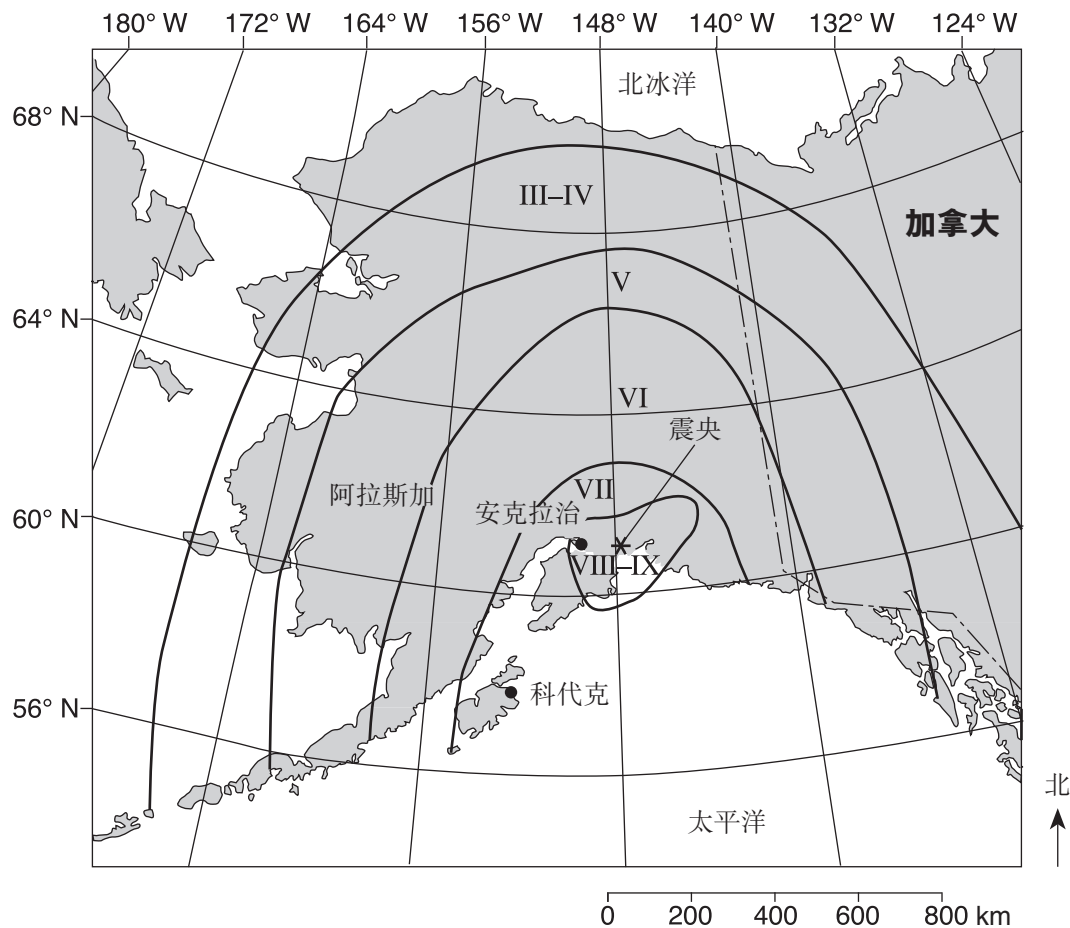 180° W 172° W 164° W 156° W 148° W 140° W 132° W 124° W
北冰洋
68° N
III–IV
加拿大
V
64° N
VI
震央
VII
阿拉斯加
安克拉治
60° N
VIII–IX
科代克
56° N
北
太平洋
0 200 400 600 800 km